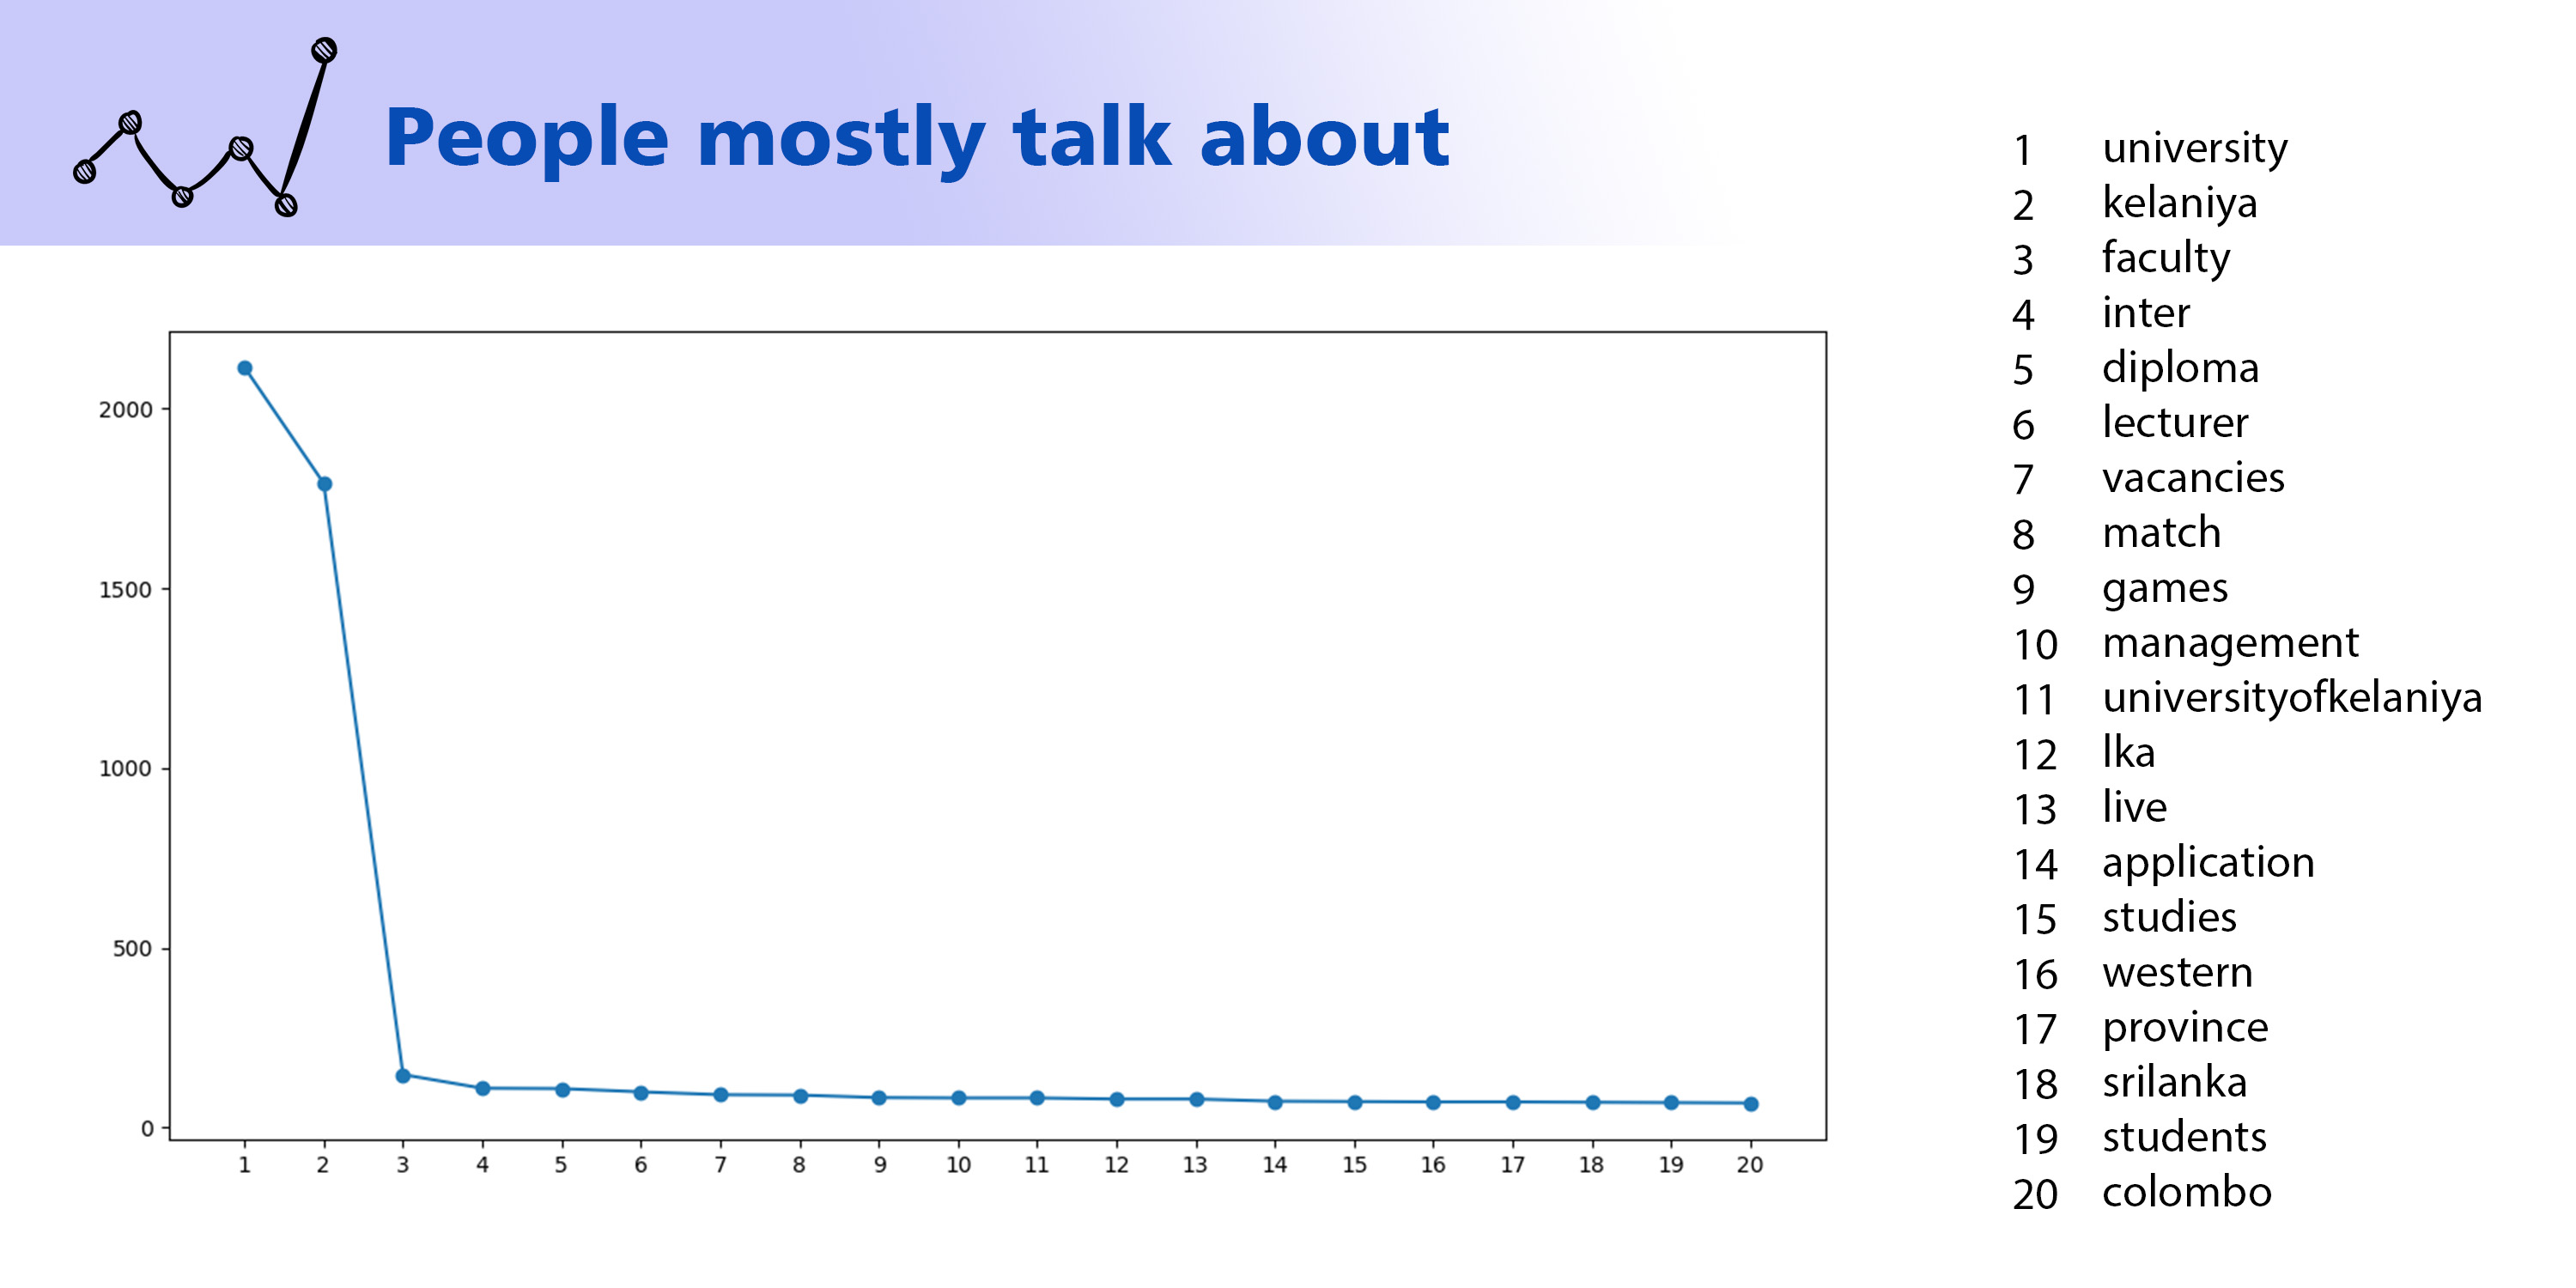 People mostly talk about
2000
1500
1000
500
0
1 2 3 4 5 6 7 8 9 10 11 12 13 14 15 16 17 18 19 20
1 university
2 kelaniya
3 faculty
4 inter
5 diploma
6 lecturer
7 vacancies
8 match
9 games
10 management
11 universityofkelaniya
12 lka
13 live
14 application
15 studies
16 western
17 province
18 srilanka
19 students
20 colombo